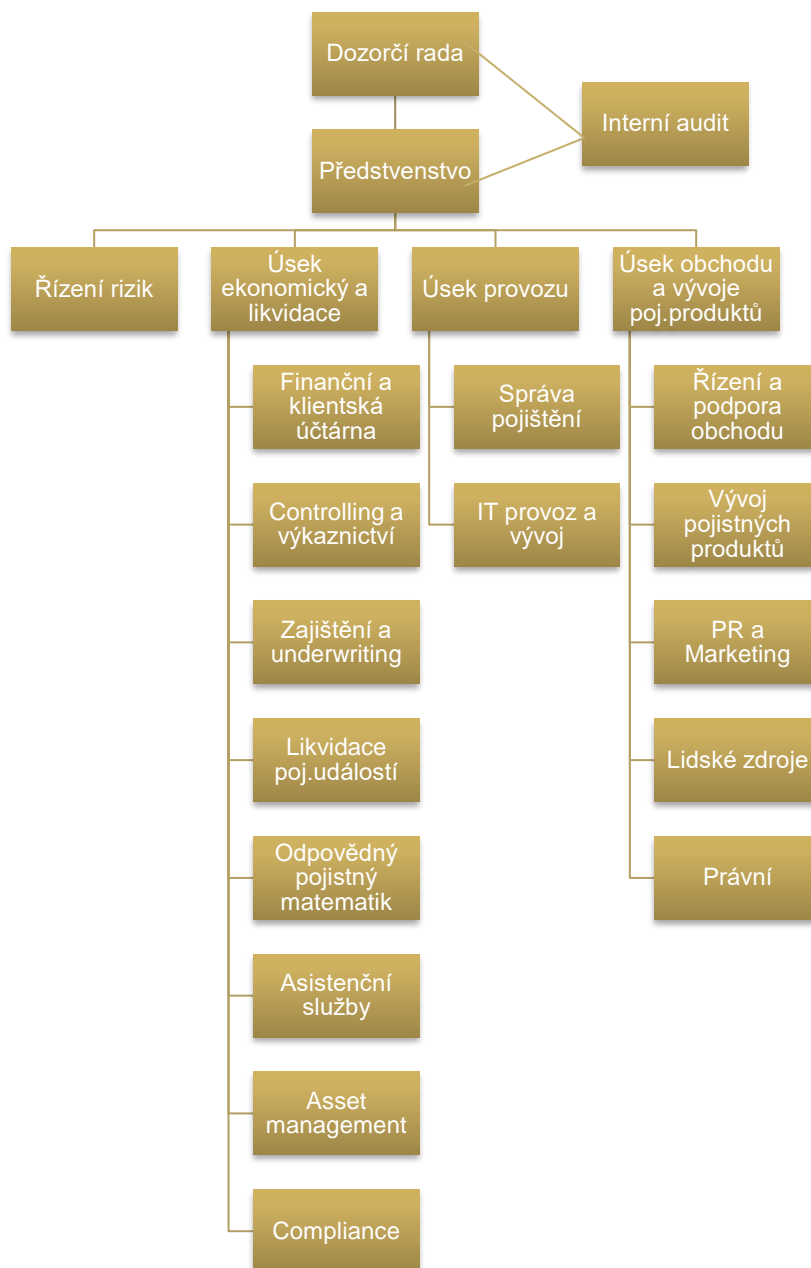 Dozorčí rada
Interní audit
Předstvenstvo
Řízení rizik
Úsek
ekonomický a
likvidace
Úsek provozu
Úsek obchodu
a vývoje
poj.produktů
Finanční a
klientská
účtárna
Controlling a
výkaznictví
Zajištění a
underwriting
Likvidace
poj.událostí
Odpovědný
pojistný
matematik
Asistenční
služby
Asset
management
Compliance
Správa
pojištění
IT provoz a
vývoj
Řízení a
podpora
obchodu
Vývoj
pojistných
produktů
PR a
Marketing
Lidské zdroje
Právní